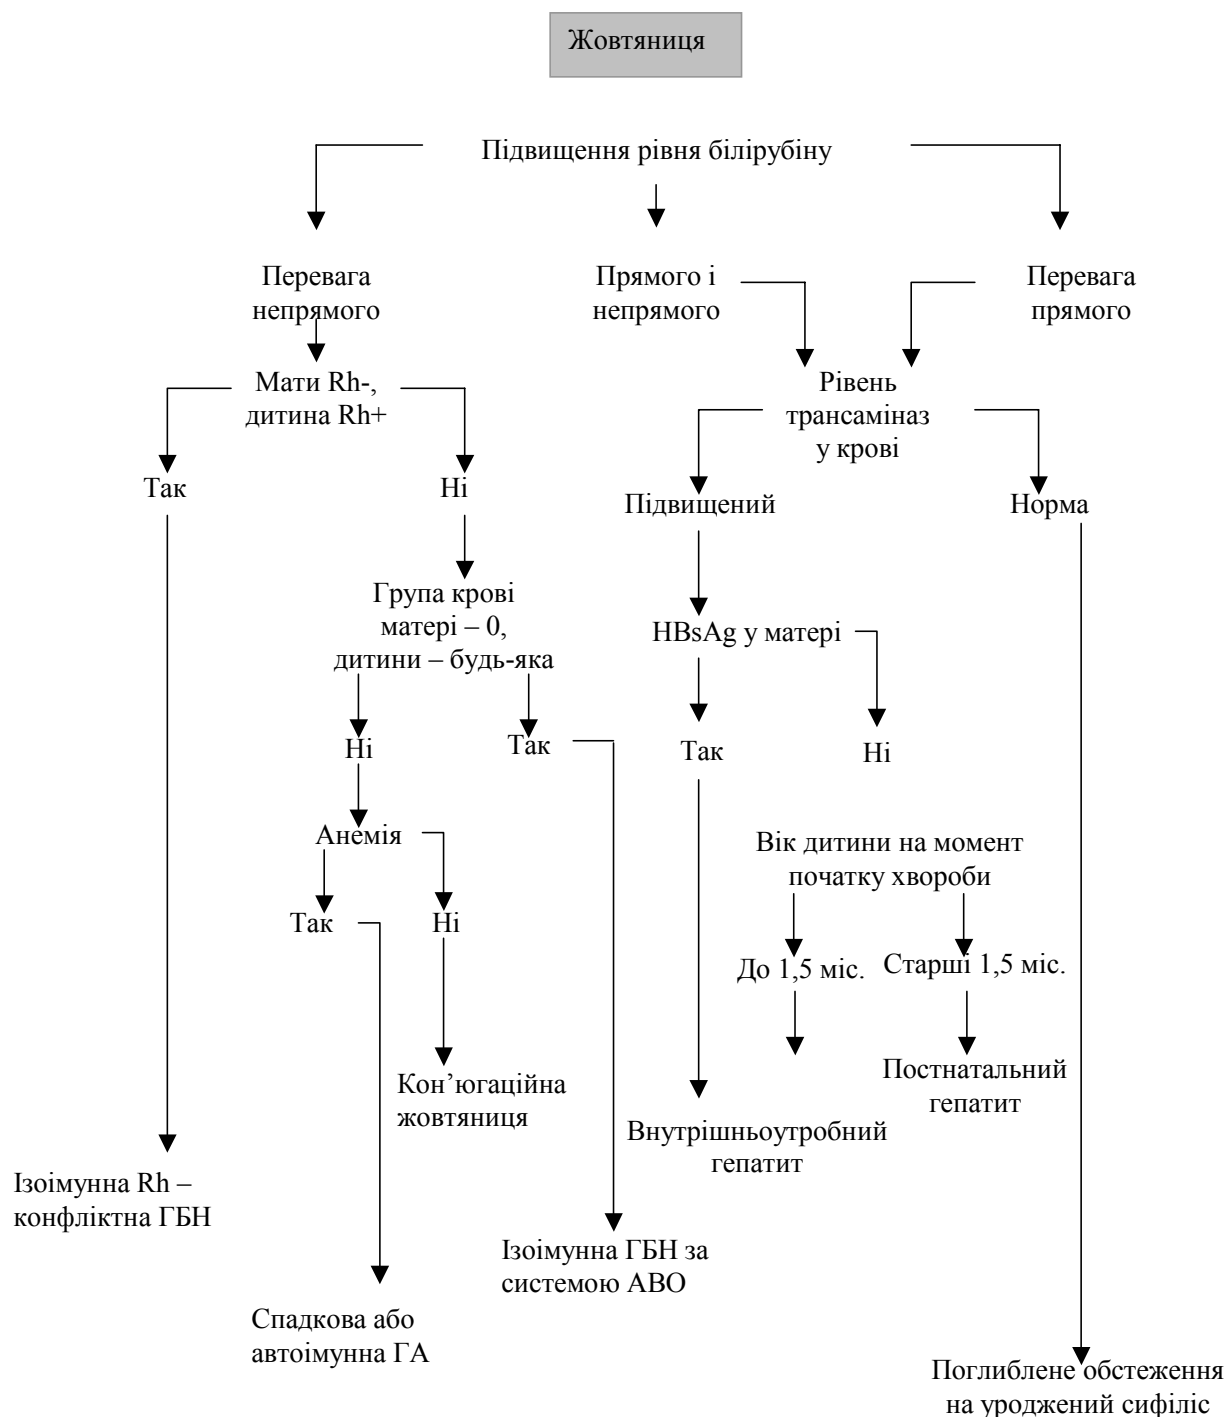 Жовтяниця
Підвищення рівня білірубіну
Перевага
непрямого
Прямого і
непрямого
Перевага
прямого
Мати Rh-,
дитина Rh+
Рівень
трансаміназ
у крові
Так
Ні
Підвищений
Норма
Група крові
матері – 0,
дитини – будь-яка
HBsAg у матері
Ні
Так
Так
Ні
Анемія
Вік дитини на момент
початку хвороби
Так
Ні
До 1,5 міс.
Старші 1,5 міс.
Кон’югаційна
жовтяниця
Постнатальний
гепатит
Внутрішньоутробний
гепатит
Ізоімунна Rh –
конфліктна ГБН
Ізоімунна ГБН за
системою АВО
Спадкова або
автоімунна ГА
Поглиблене обстеження
на уроджений сифіліс